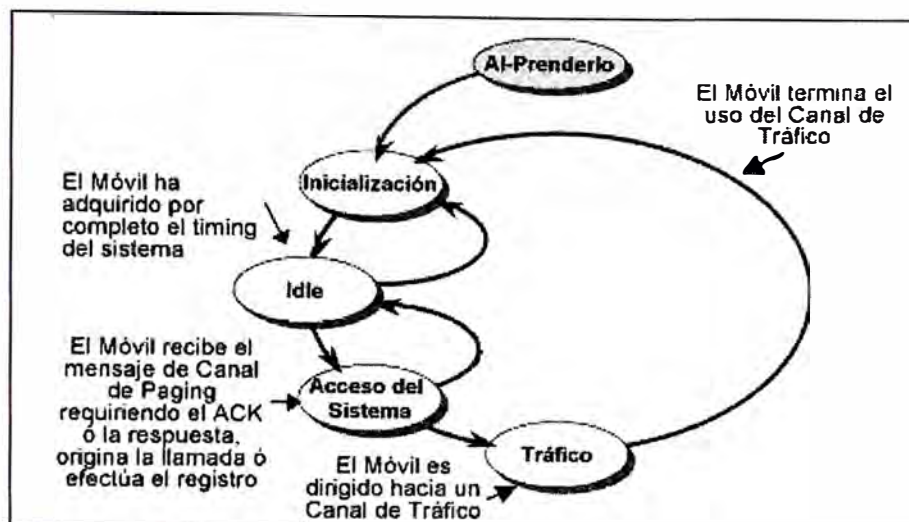 Al-Prenderlo
El Móvil termina el
uso del Canal de
Tráfico
Inicialización
El Móvil ha
adquirido por
completo el timing
del sistema
Idle
El Móvil recibe el
mensaje de Canal
de Paging
requiriendo el ACK
ó la respuesta,
origina la llamada ó
efectúa el registro
Acceso del
Sistema
Tráfico
El Móvil es
dirigido hacia un
Canal de Tráfico